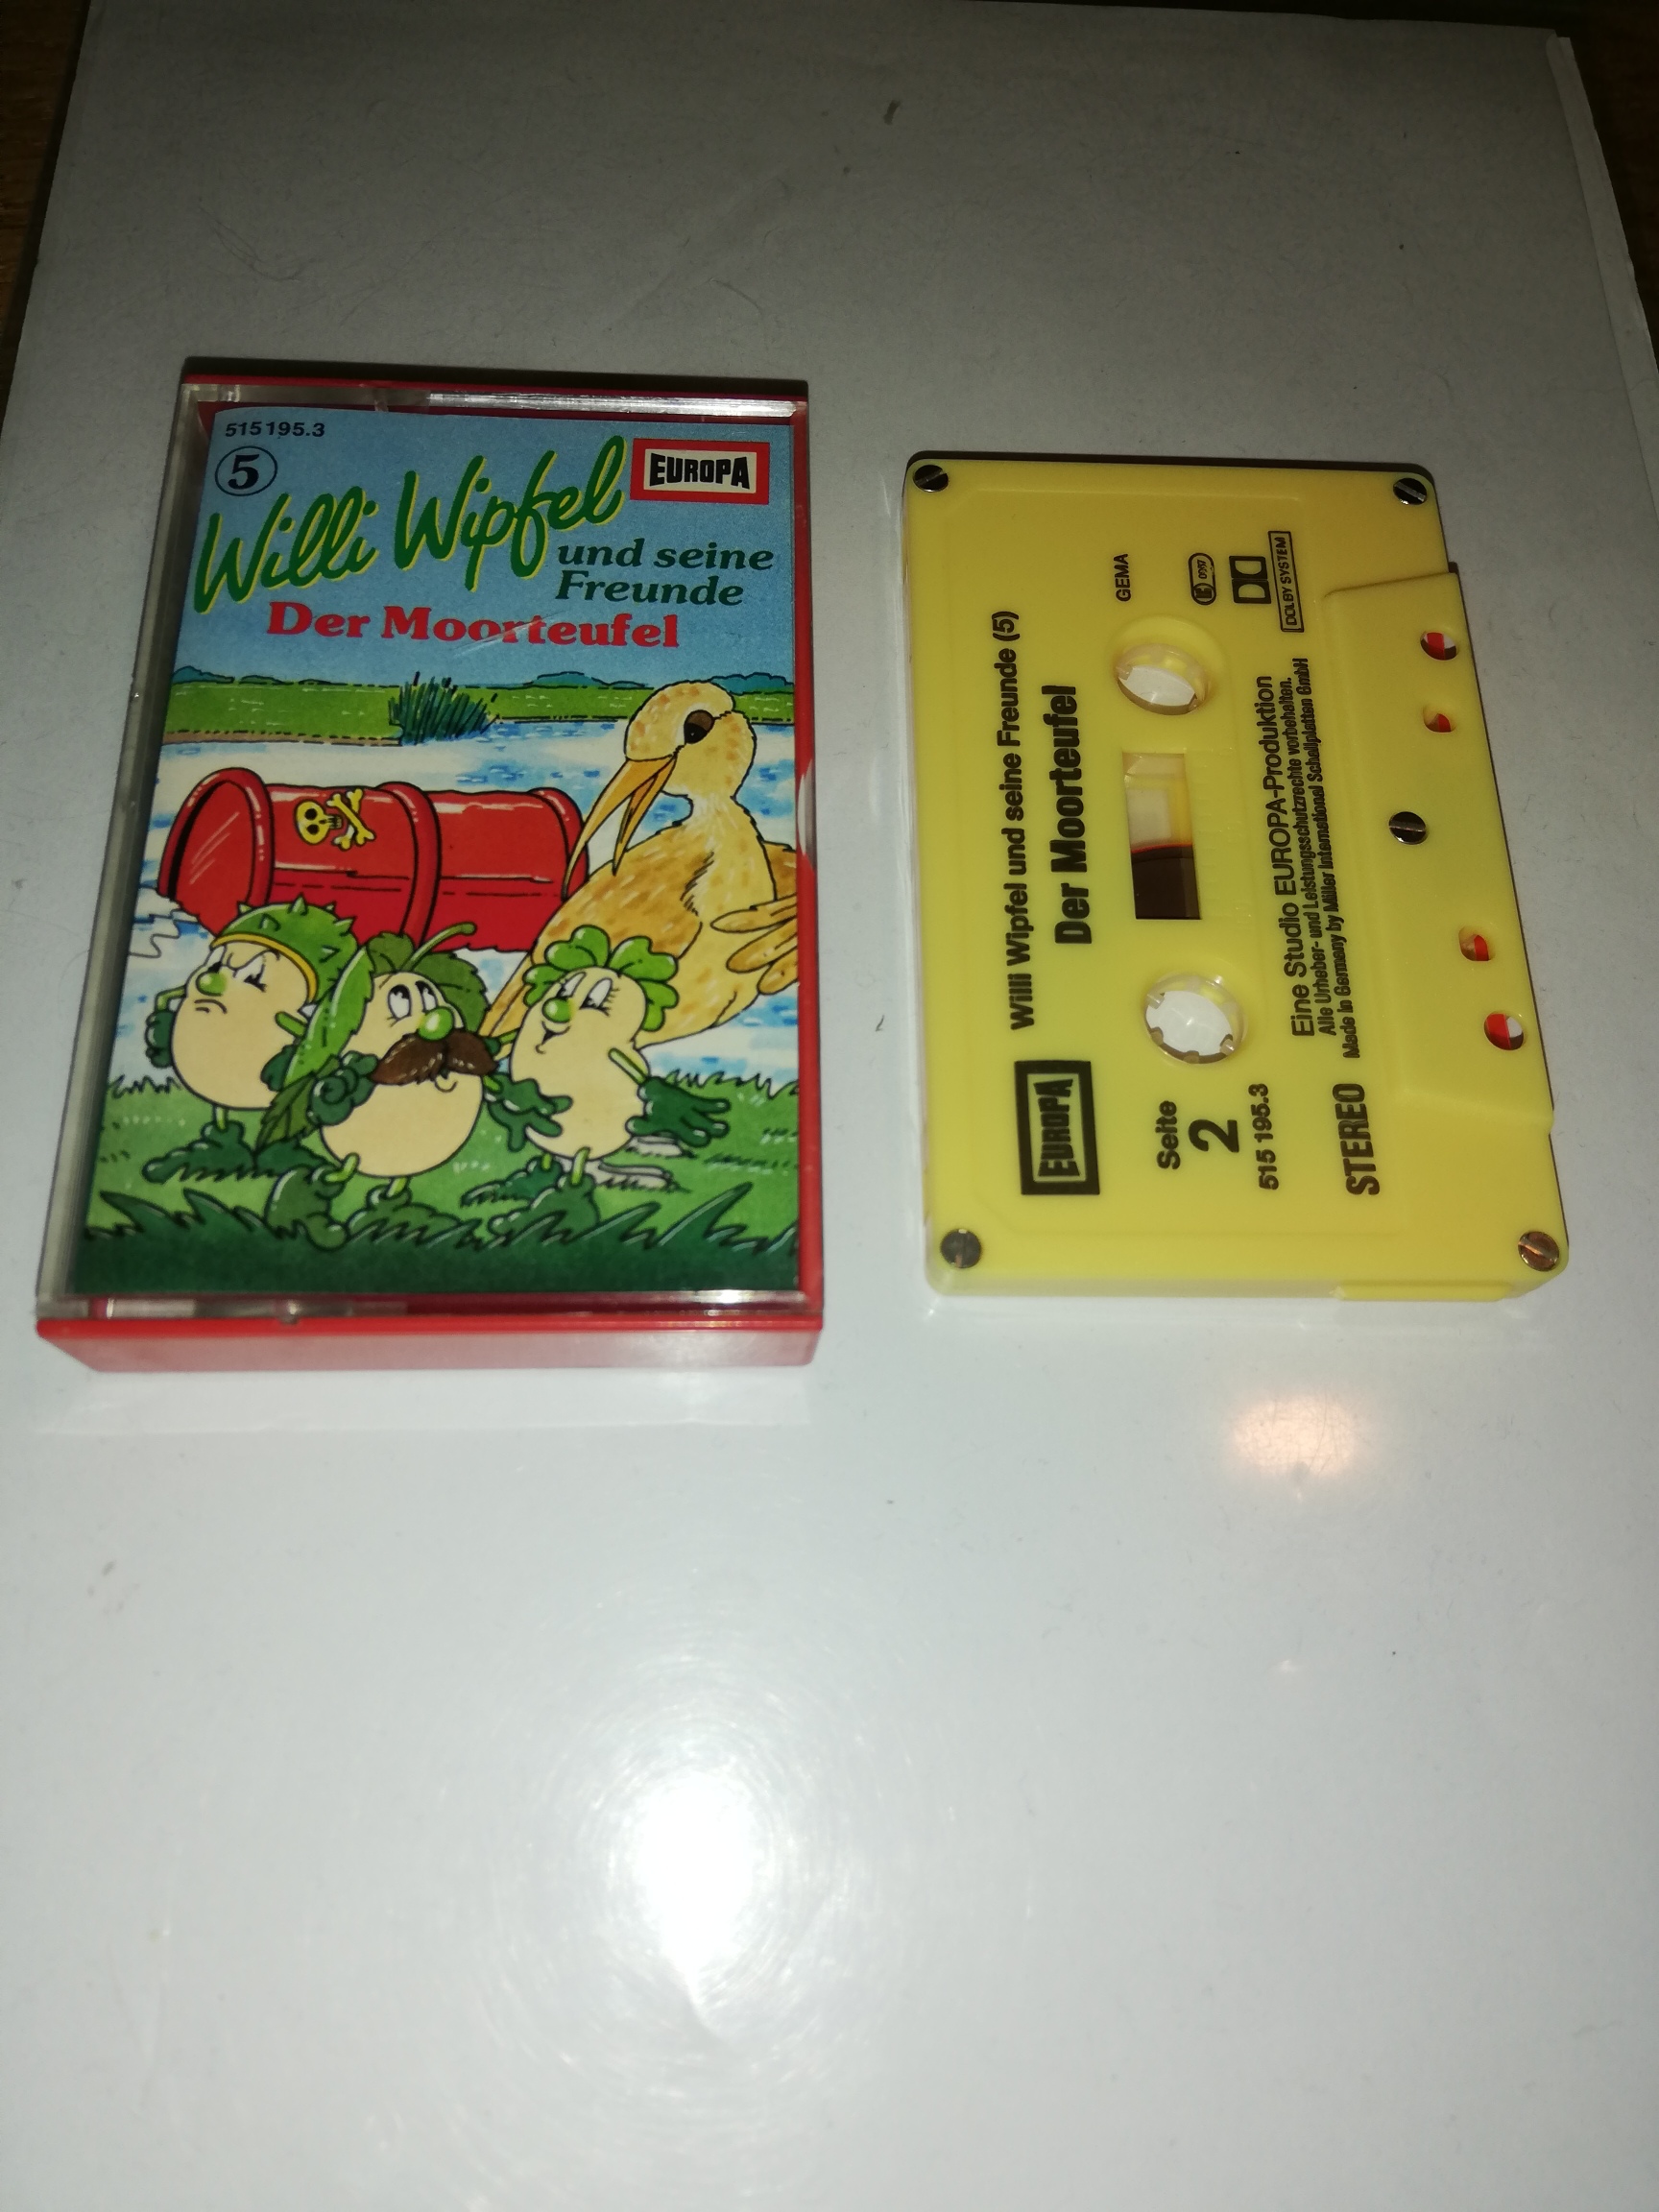 515195.3
5
EUROPA
Willi Wipfel
und seine
Freunde
Der Moorteufel
EUROPA
Willi Wipfel und seine Freunde (5)
Der Moorteufel
GEMA
Seite
2
515 195.3
DOLBY SYSTEM
Eine Studio EUROPA-Produktion
Alle Urheber- und Leistungsschutzrechte vorbehalten.
Made in Germany by Miller International Schallplatten GmbH
STEREO